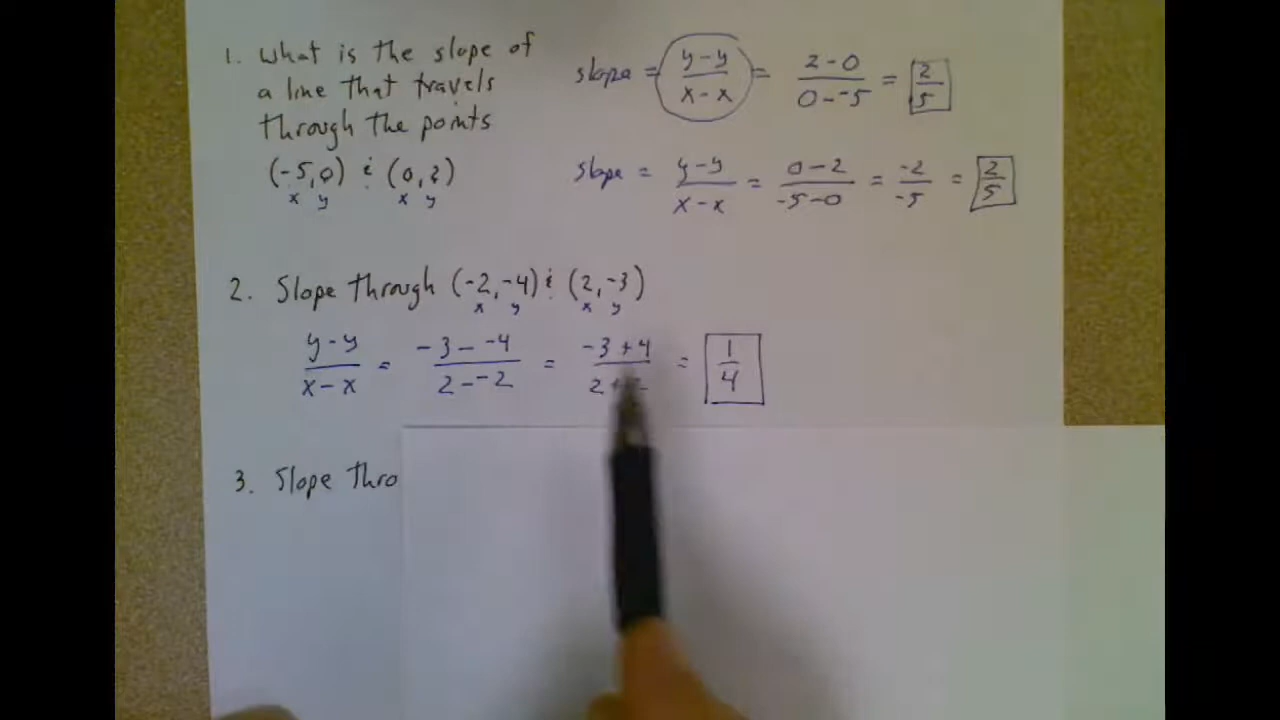 1. What is the slope of
a line that travels
through the points
(-5,0) & (0,2)
x y x y
slope = y-y/x-x = 2-0/0--5 = 2/5
slope = y-y/x-x = 0-2/-5-0 = -2/-5 = 2/5
2. Slope through (-2,-4) & (2,-3)
x y x y
y-y/x-x = -3--4/2--2 = -3+4/2 = 1/4
3. Slope thro